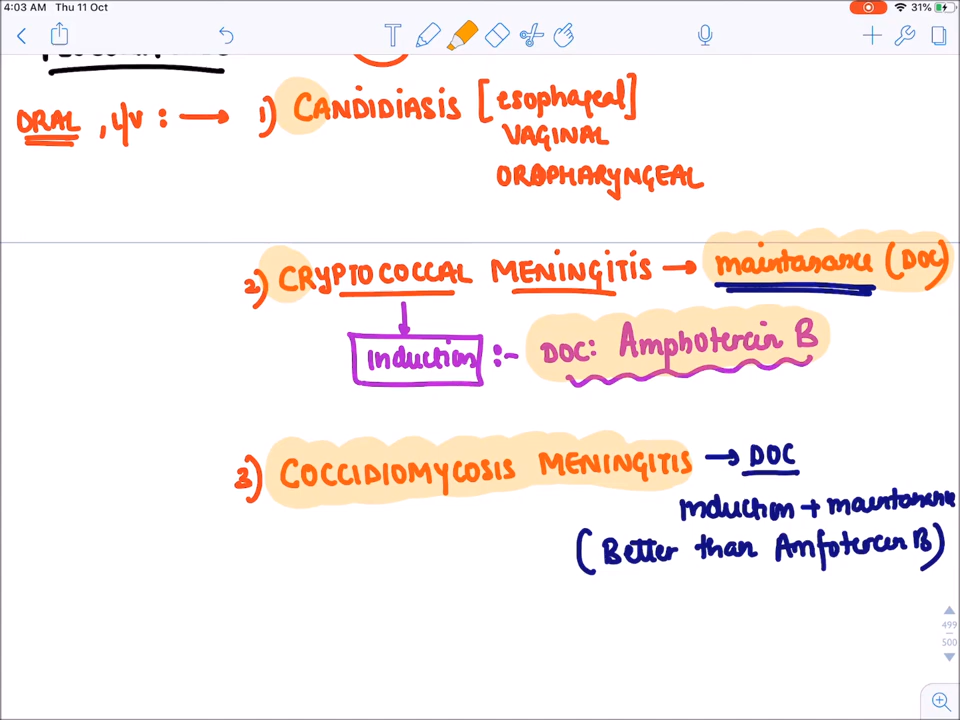 4:03 AM Thu 11 Oct
31%
ORAL, I/V : → 1) CANDIDIASIS [esophageal]
VAGINAL
OROPHARYNGEAL
2) CRYPTOCOCCAL MENINGITIS → maintanance (DOC)
Induction :- DOC: Amphotercin B
3) COCCIDIOMYCOSIS MENINGITIS → DOC
Induction + maintanance
(Better than Amfotercin B)
499
500